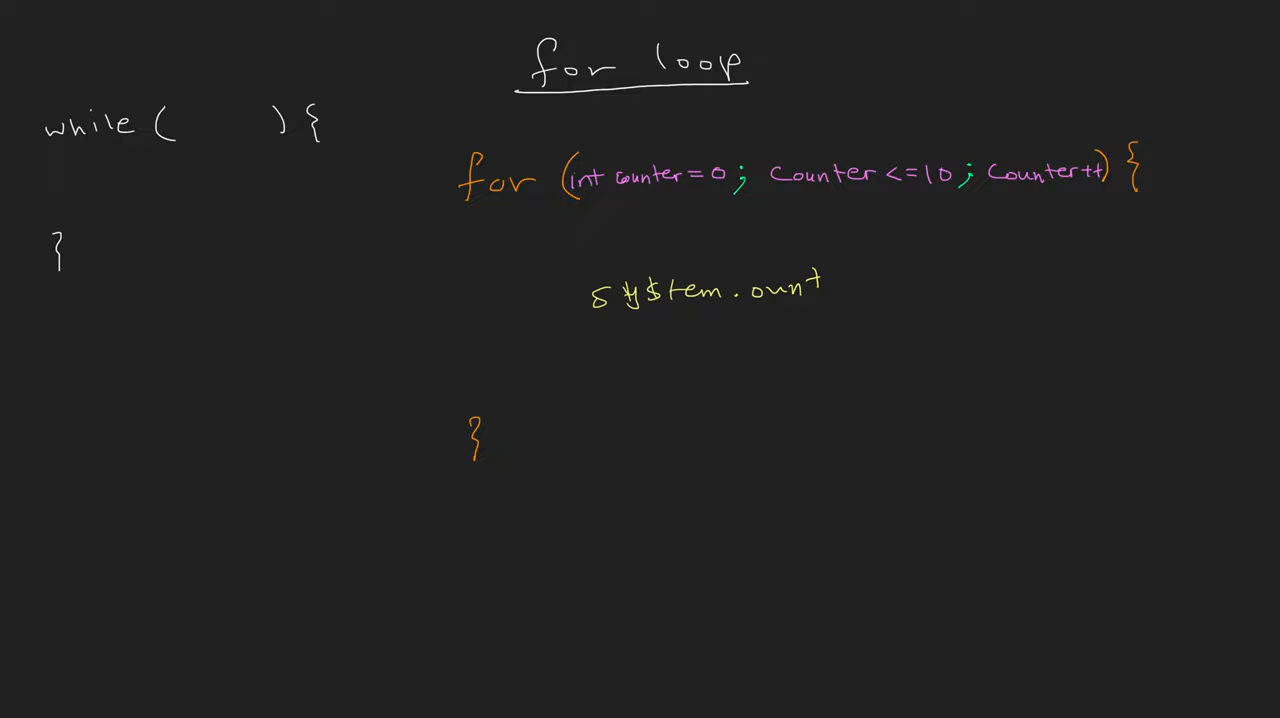 for loop
while ( ) {
for (int counter = 0; counter <= 10; counter++) {
}
system.ount
}